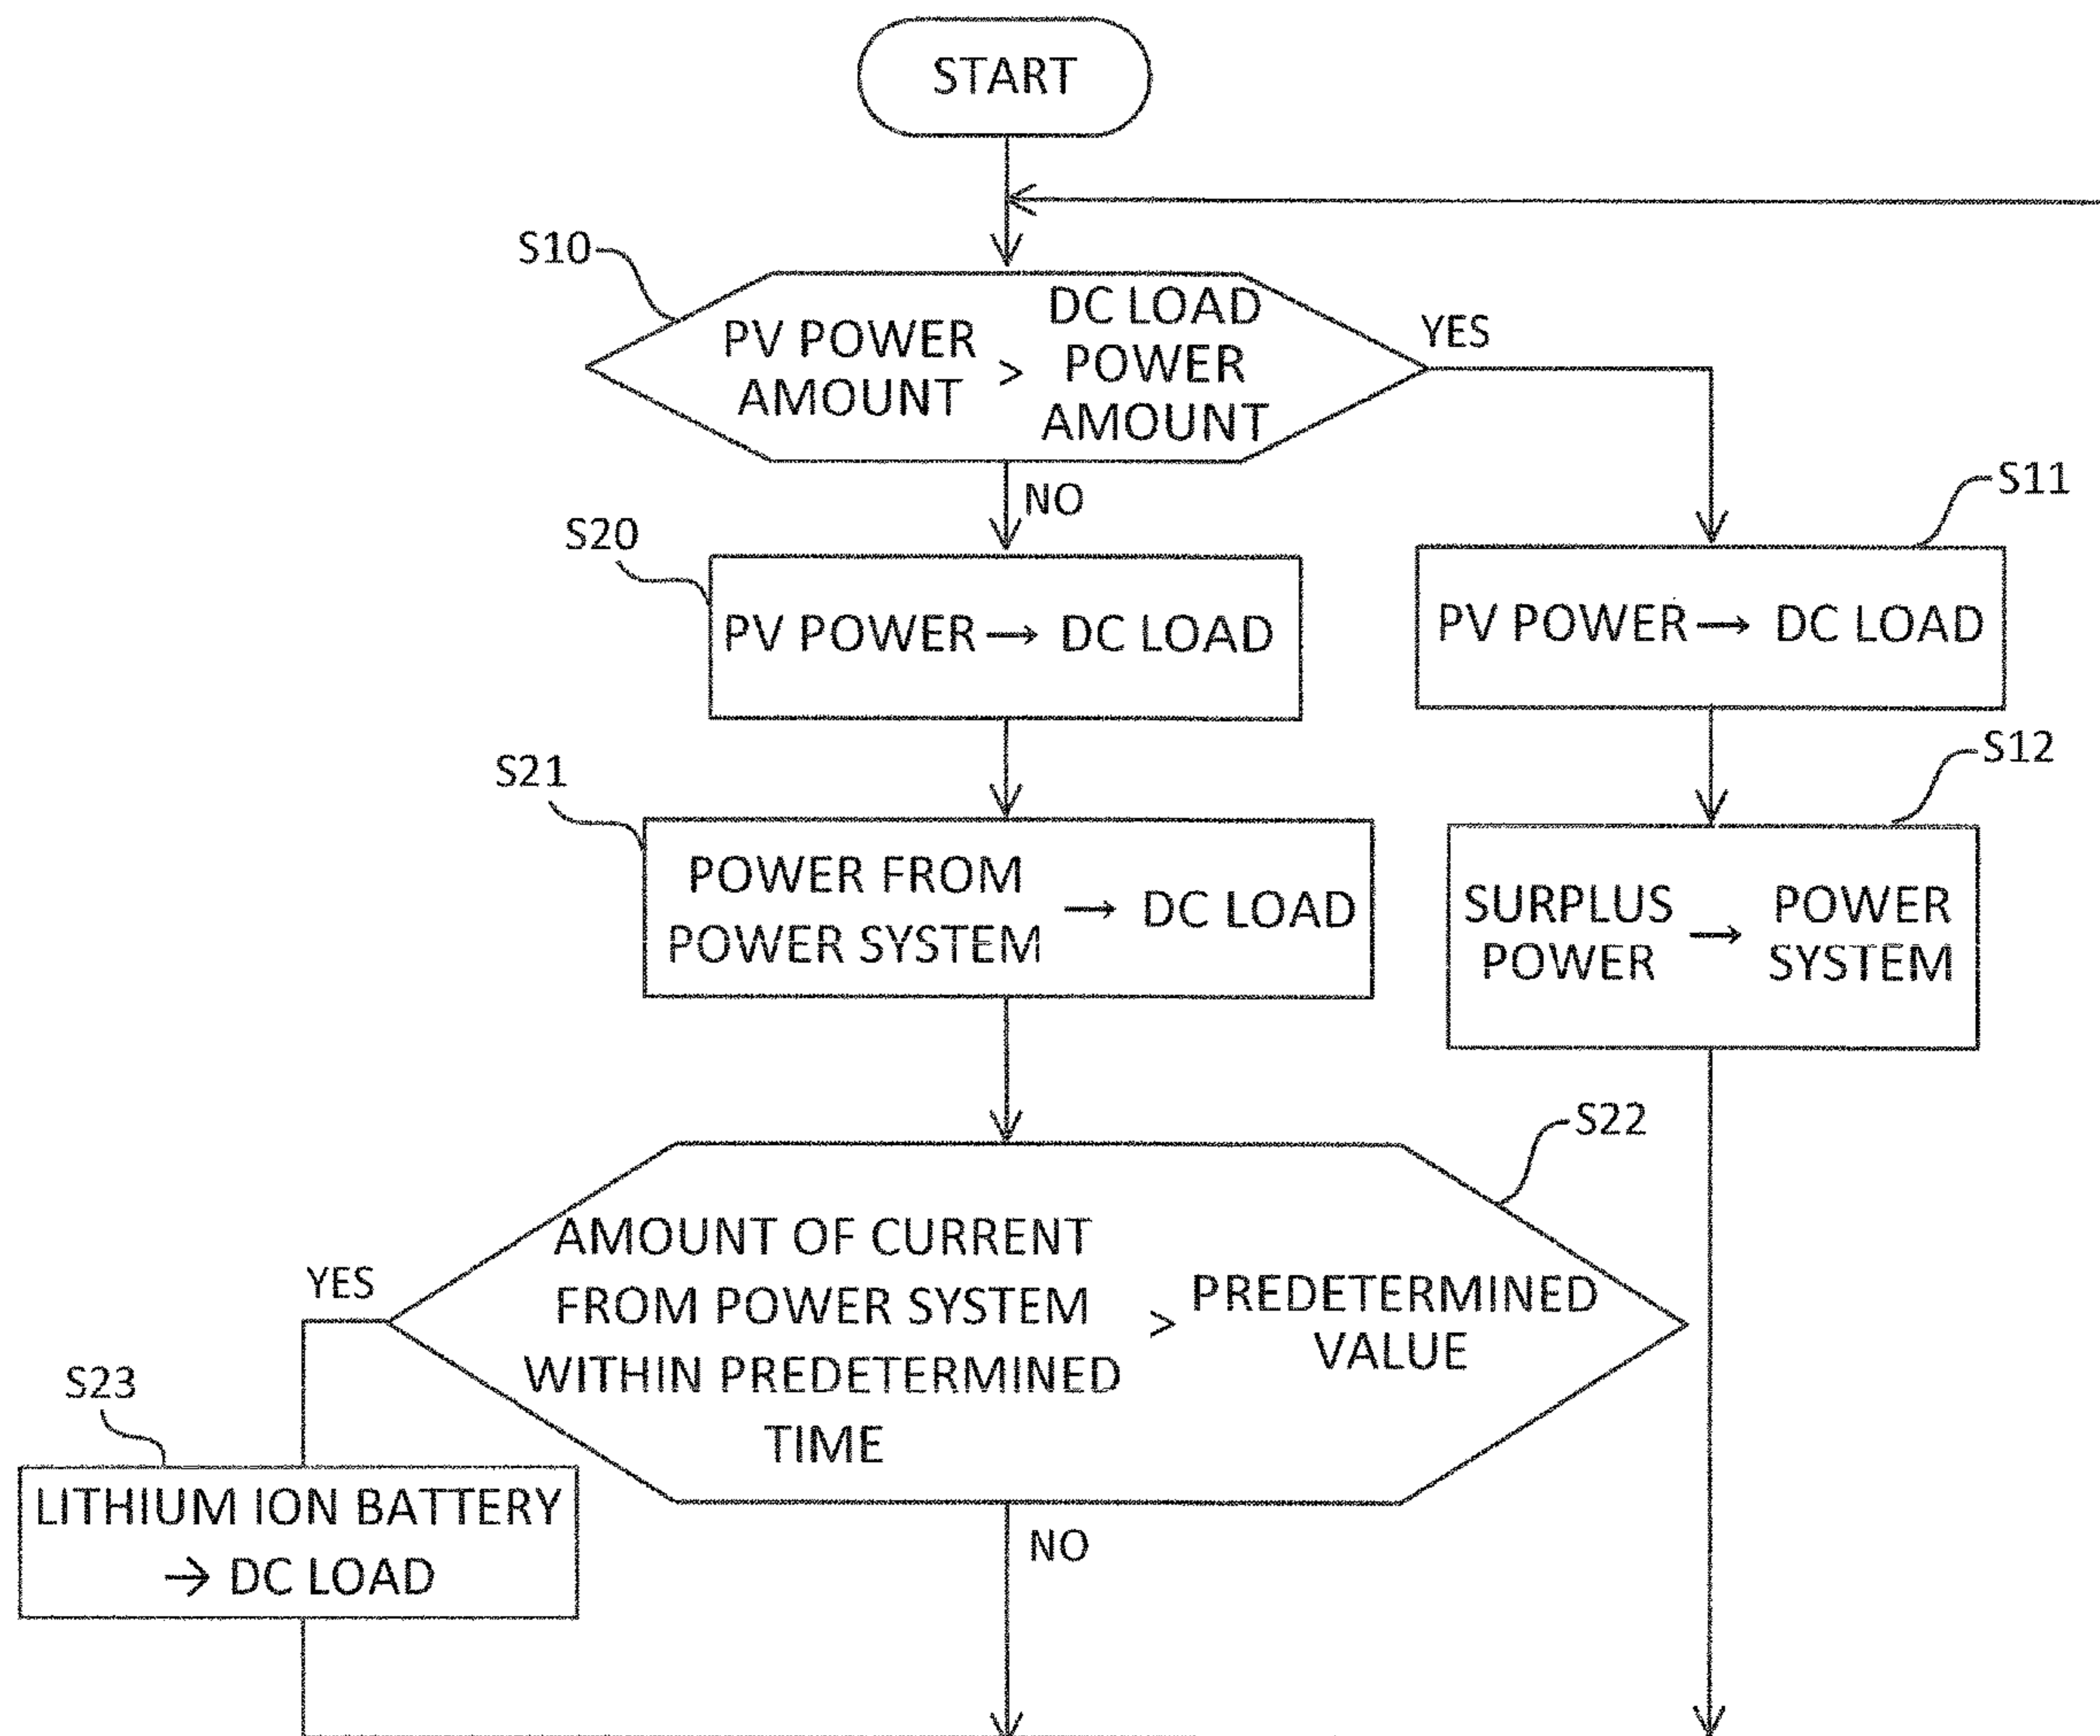 START
S10
PV POWER
AMOUNT
>
DC LOAD
POWER
AMOUNT
YES
NO
S11
PV POWER → DC LOAD
S20
PV POWER → DC LOAD
S12
SURPLUS
POWER
→
POWER
SYSTEM
S21
POWER FROM
POWER SYSTEM
→ DC LOAD
S22
AMOUNT OF CURRENT
FROM POWER SYSTEM
WITHIN PREDETERMINED
TIME
>
PREDETERMINED
VALUE
YES
NO
S23
LITHIUM ION BATTERY
→ DC LOAD